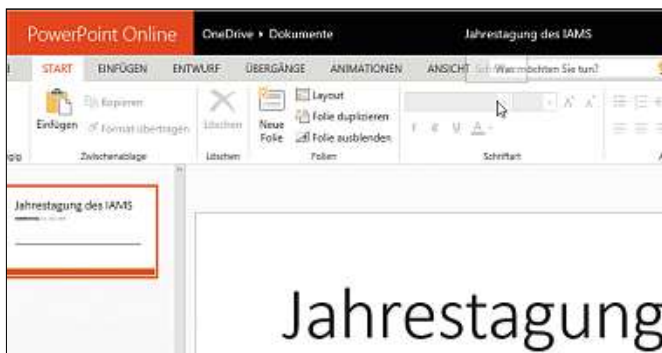 PowerPoint Online OneDrive ▸ Dokumente Jahrestagung des IAMS
START EINFÜGEN ENTWURF ÜBERGÄNGE ANIMATIONEN ANSICHT Was möchten Sie tun?
Einfügen
Kopieren
Format übertragen
Löschen
Neue Folie
Layout
Folie duplizieren
Folie ausblenden
F K U A
Zwischenablage Löschen Folien Schriftart
Jahrestagung des IAMS
Jahrestagung